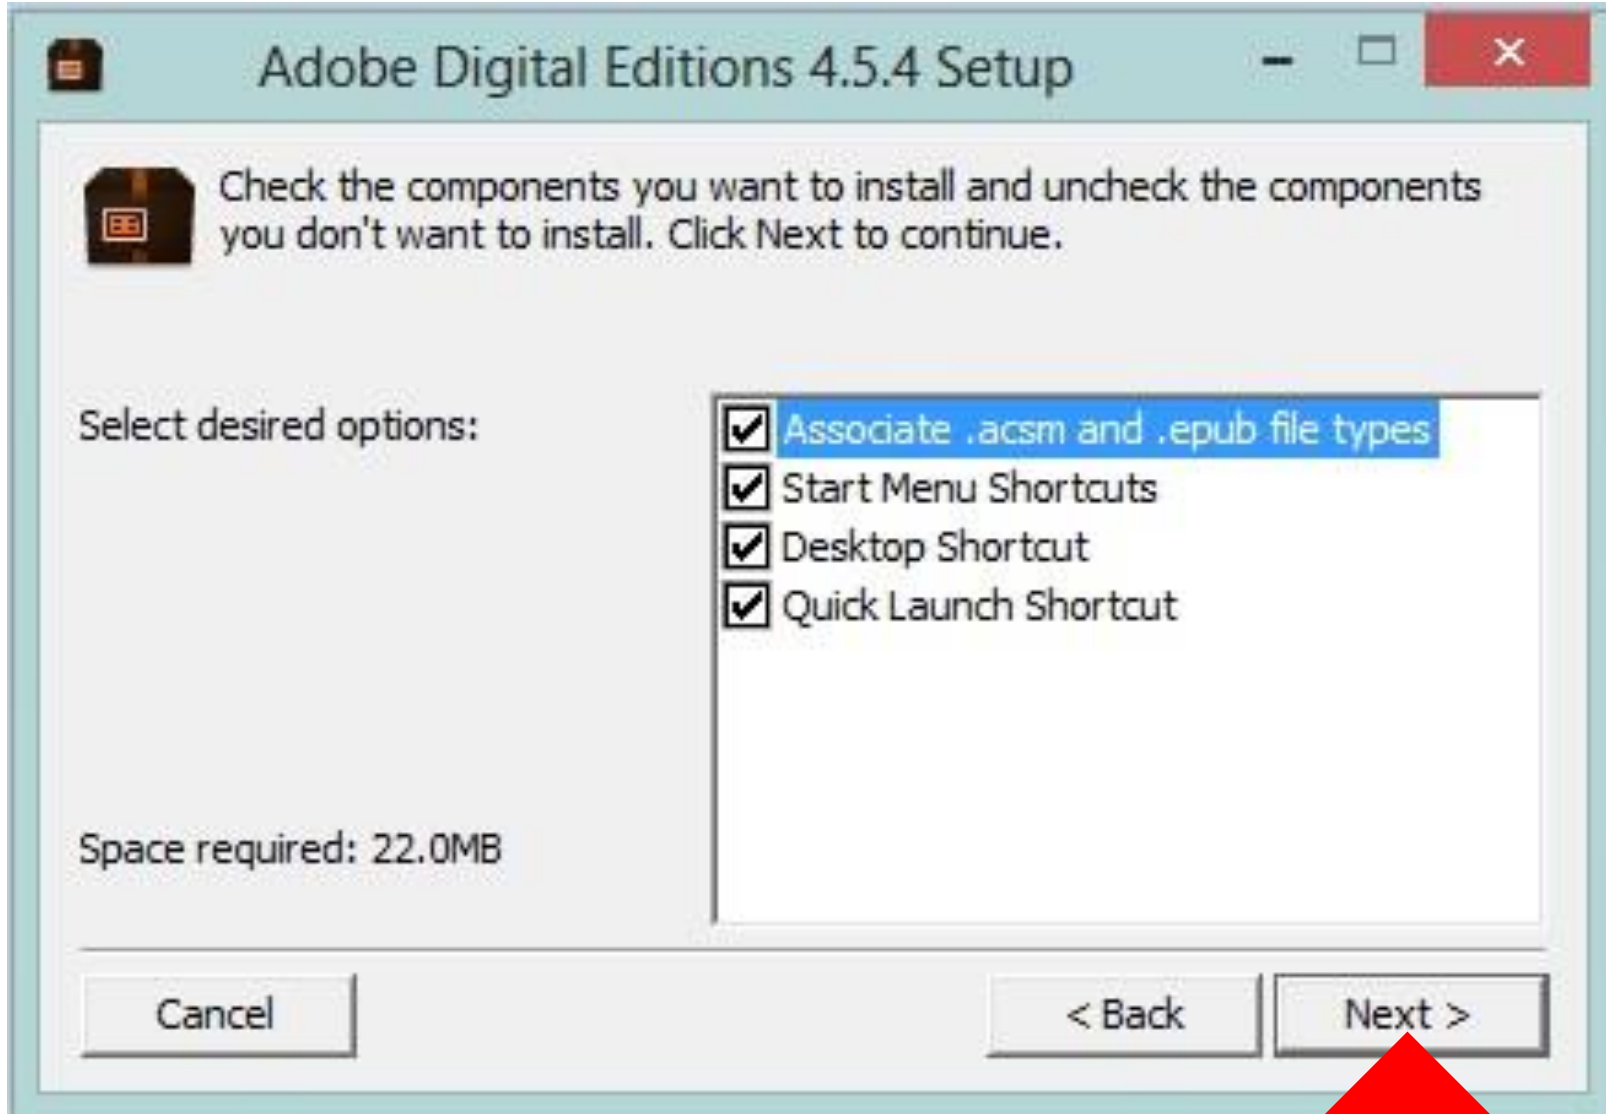 Adobe Digital Editions 4.5.4 Setup
Check the components you want to install and uncheck the components
you don't want to install. Click Next to continue.
Select desired options:
Associate .acsm and .epub file types
Start Menu Shortcuts
Desktop Shortcut
Quick Launch Shortcut
Space required: 22.0MB
Cancel
< Back
Next >